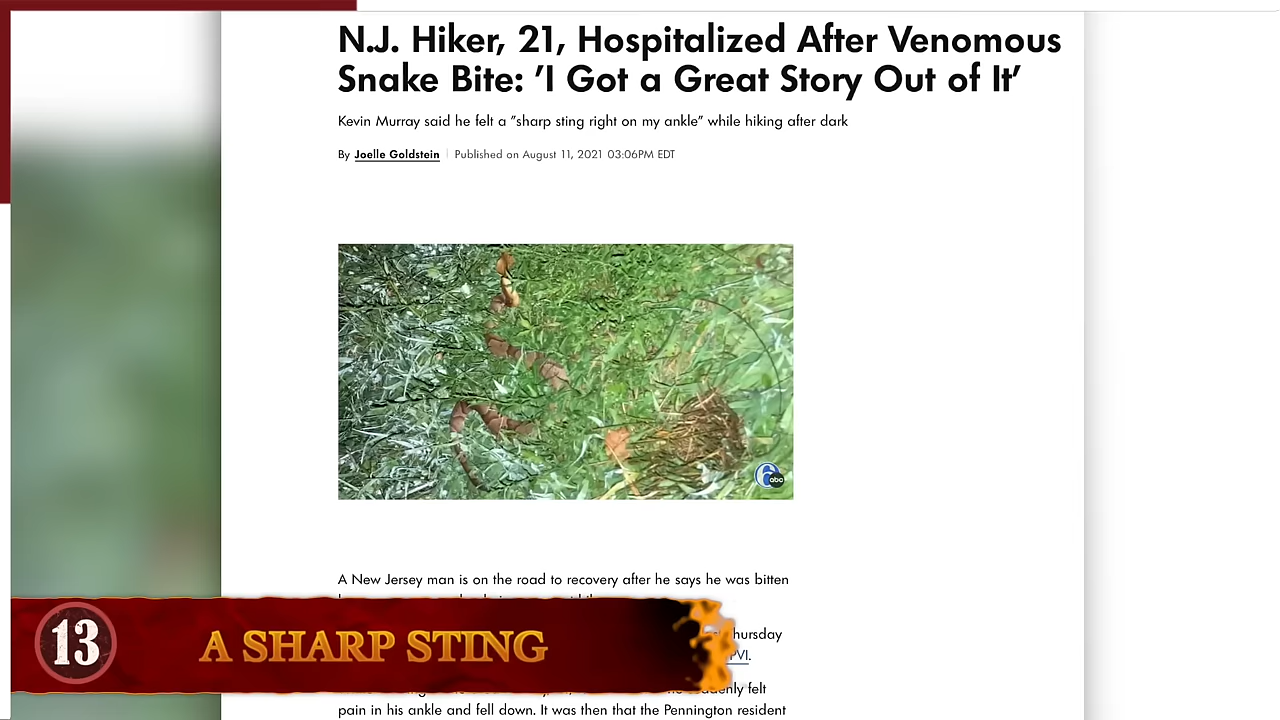 N.J. Hiker, 21, Hospitalized After Venomous
Snake Bite: 'I Got a Great Story Out of It'
Kevin Murray said he felt a "sharp sting right on my ankle" while hiking after dark
By Joelle Goldstein | Published on August 11, 2021 03:06PM EDT
6 abc
A New Jersey man is on the road to recovery after he says he was bitten
hursday
PVI.
13 A SHARP STING
felt
pain in his ankle and fell down. It was then that the Pennington resident